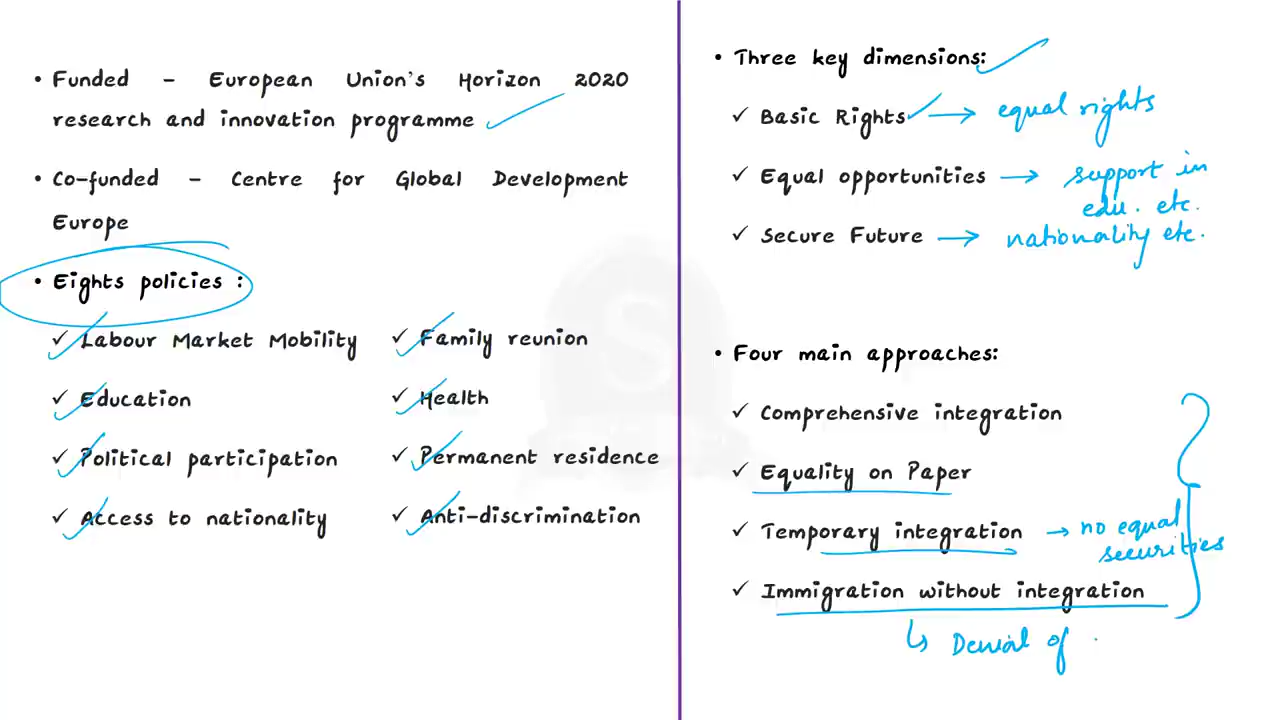 • Funded – European Union's Horizon 2020
research and innovation programme
• Co-funded – Centre for Global Development
Europe
• Eights policies :
✓ Labour Market Mobility
✓ Family reunion
✓ Education
✓ Health
✓ Political participation
✓ Permanent residence
✓ Access to nationality
✓ Anti-discrimination
• Three key dimensions:
✓ Basic Rights → equal rights
✓ Equal opportunities → support in
edu. etc.
✓ Secure Future → nationality etc.
• Four main approaches:
✓ Comprehensive integration
✓ Equality on Paper
✓ Temporary integration → no equal
securities
✓ Immigration without integration
↳ Denial of